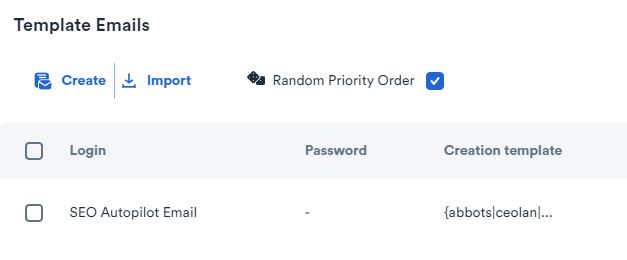 Template Emails
Create Import Random Priority Order
Login Password Creation template
SEO Autopilot Email - {abbots|ceolan|...